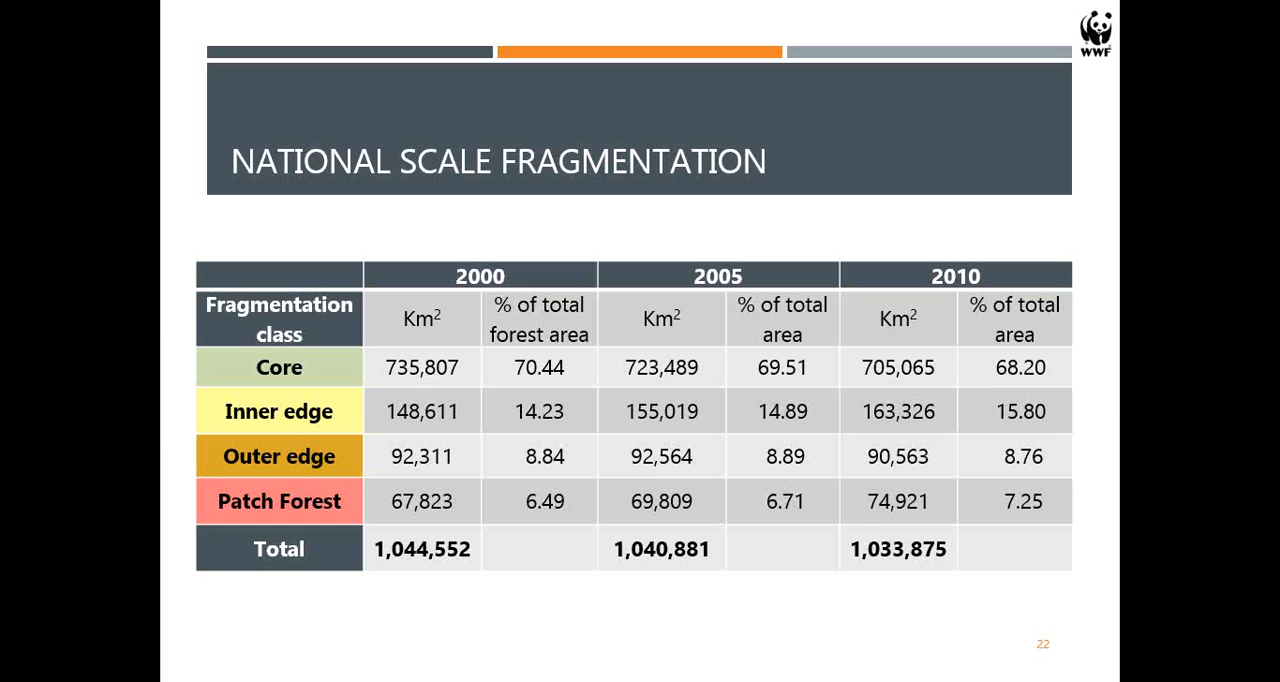 WWF
NATIONAL SCALE FRAGMENTATION
2000 2005 2010
Fragmentation class Km² % of total forest area Km² % of total area Km² % of total area
Core 735,807 70.44 723,489 69.51 705,065 68.20
Inner edge 148,611 14.23 155,019 14.89 163,326 15.80
Outer edge 92,311 8.84 92,564 8.89 90,563 8.76
Patch Forest 67,823 6.49 69,809 6.71 74,921 7.25
Total 1,044,552 1,040,881 1,033,875
22